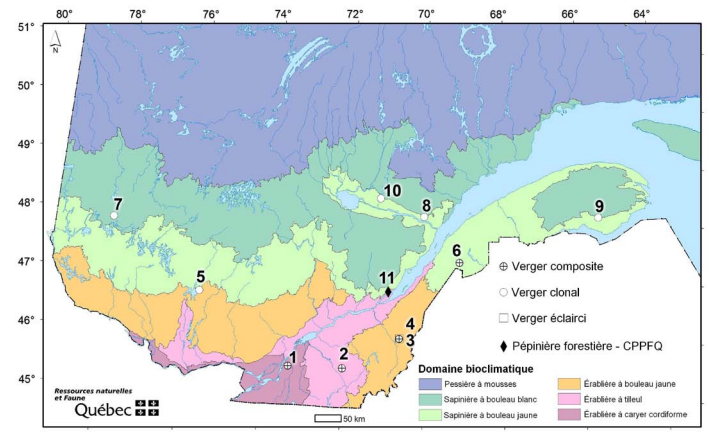 80° 78° 76° 74° 72° 70° 68° 66° 64°
51°
50°
49°
48°
47°
46°
45°
N
10
7
8
9
6
5
11
4
3
1
2
Verger composite
Verger clonal
Verger éclairci
Pépinière forestière - CPPFQ
Domaine bioclimatique
Pessière à mousses
Érablière à bouleau jaune
Sapinière à bouleau blanc
Érablière à tilleul
Sapinière à bouleau jaune
Érablière à caryer cordiforme
50 km
Ressources naturelles
et Faune
Québec